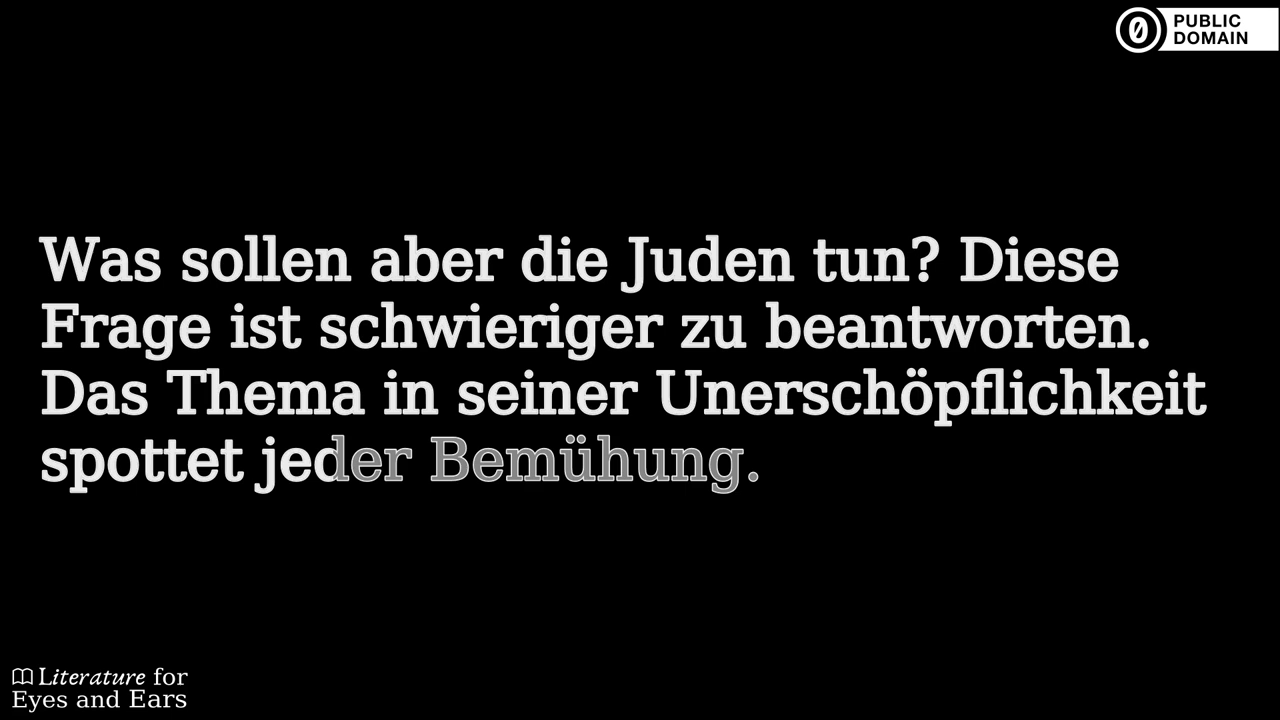 PUBLIC
DOMAIN
Was sollen aber die Juden tun? Diese
Frage ist schwieriger zu beantworten.
Das Thema in seiner Unerschöpflichkeit
spottet jeder Bemühung.
Literature for
Eyes and Ears